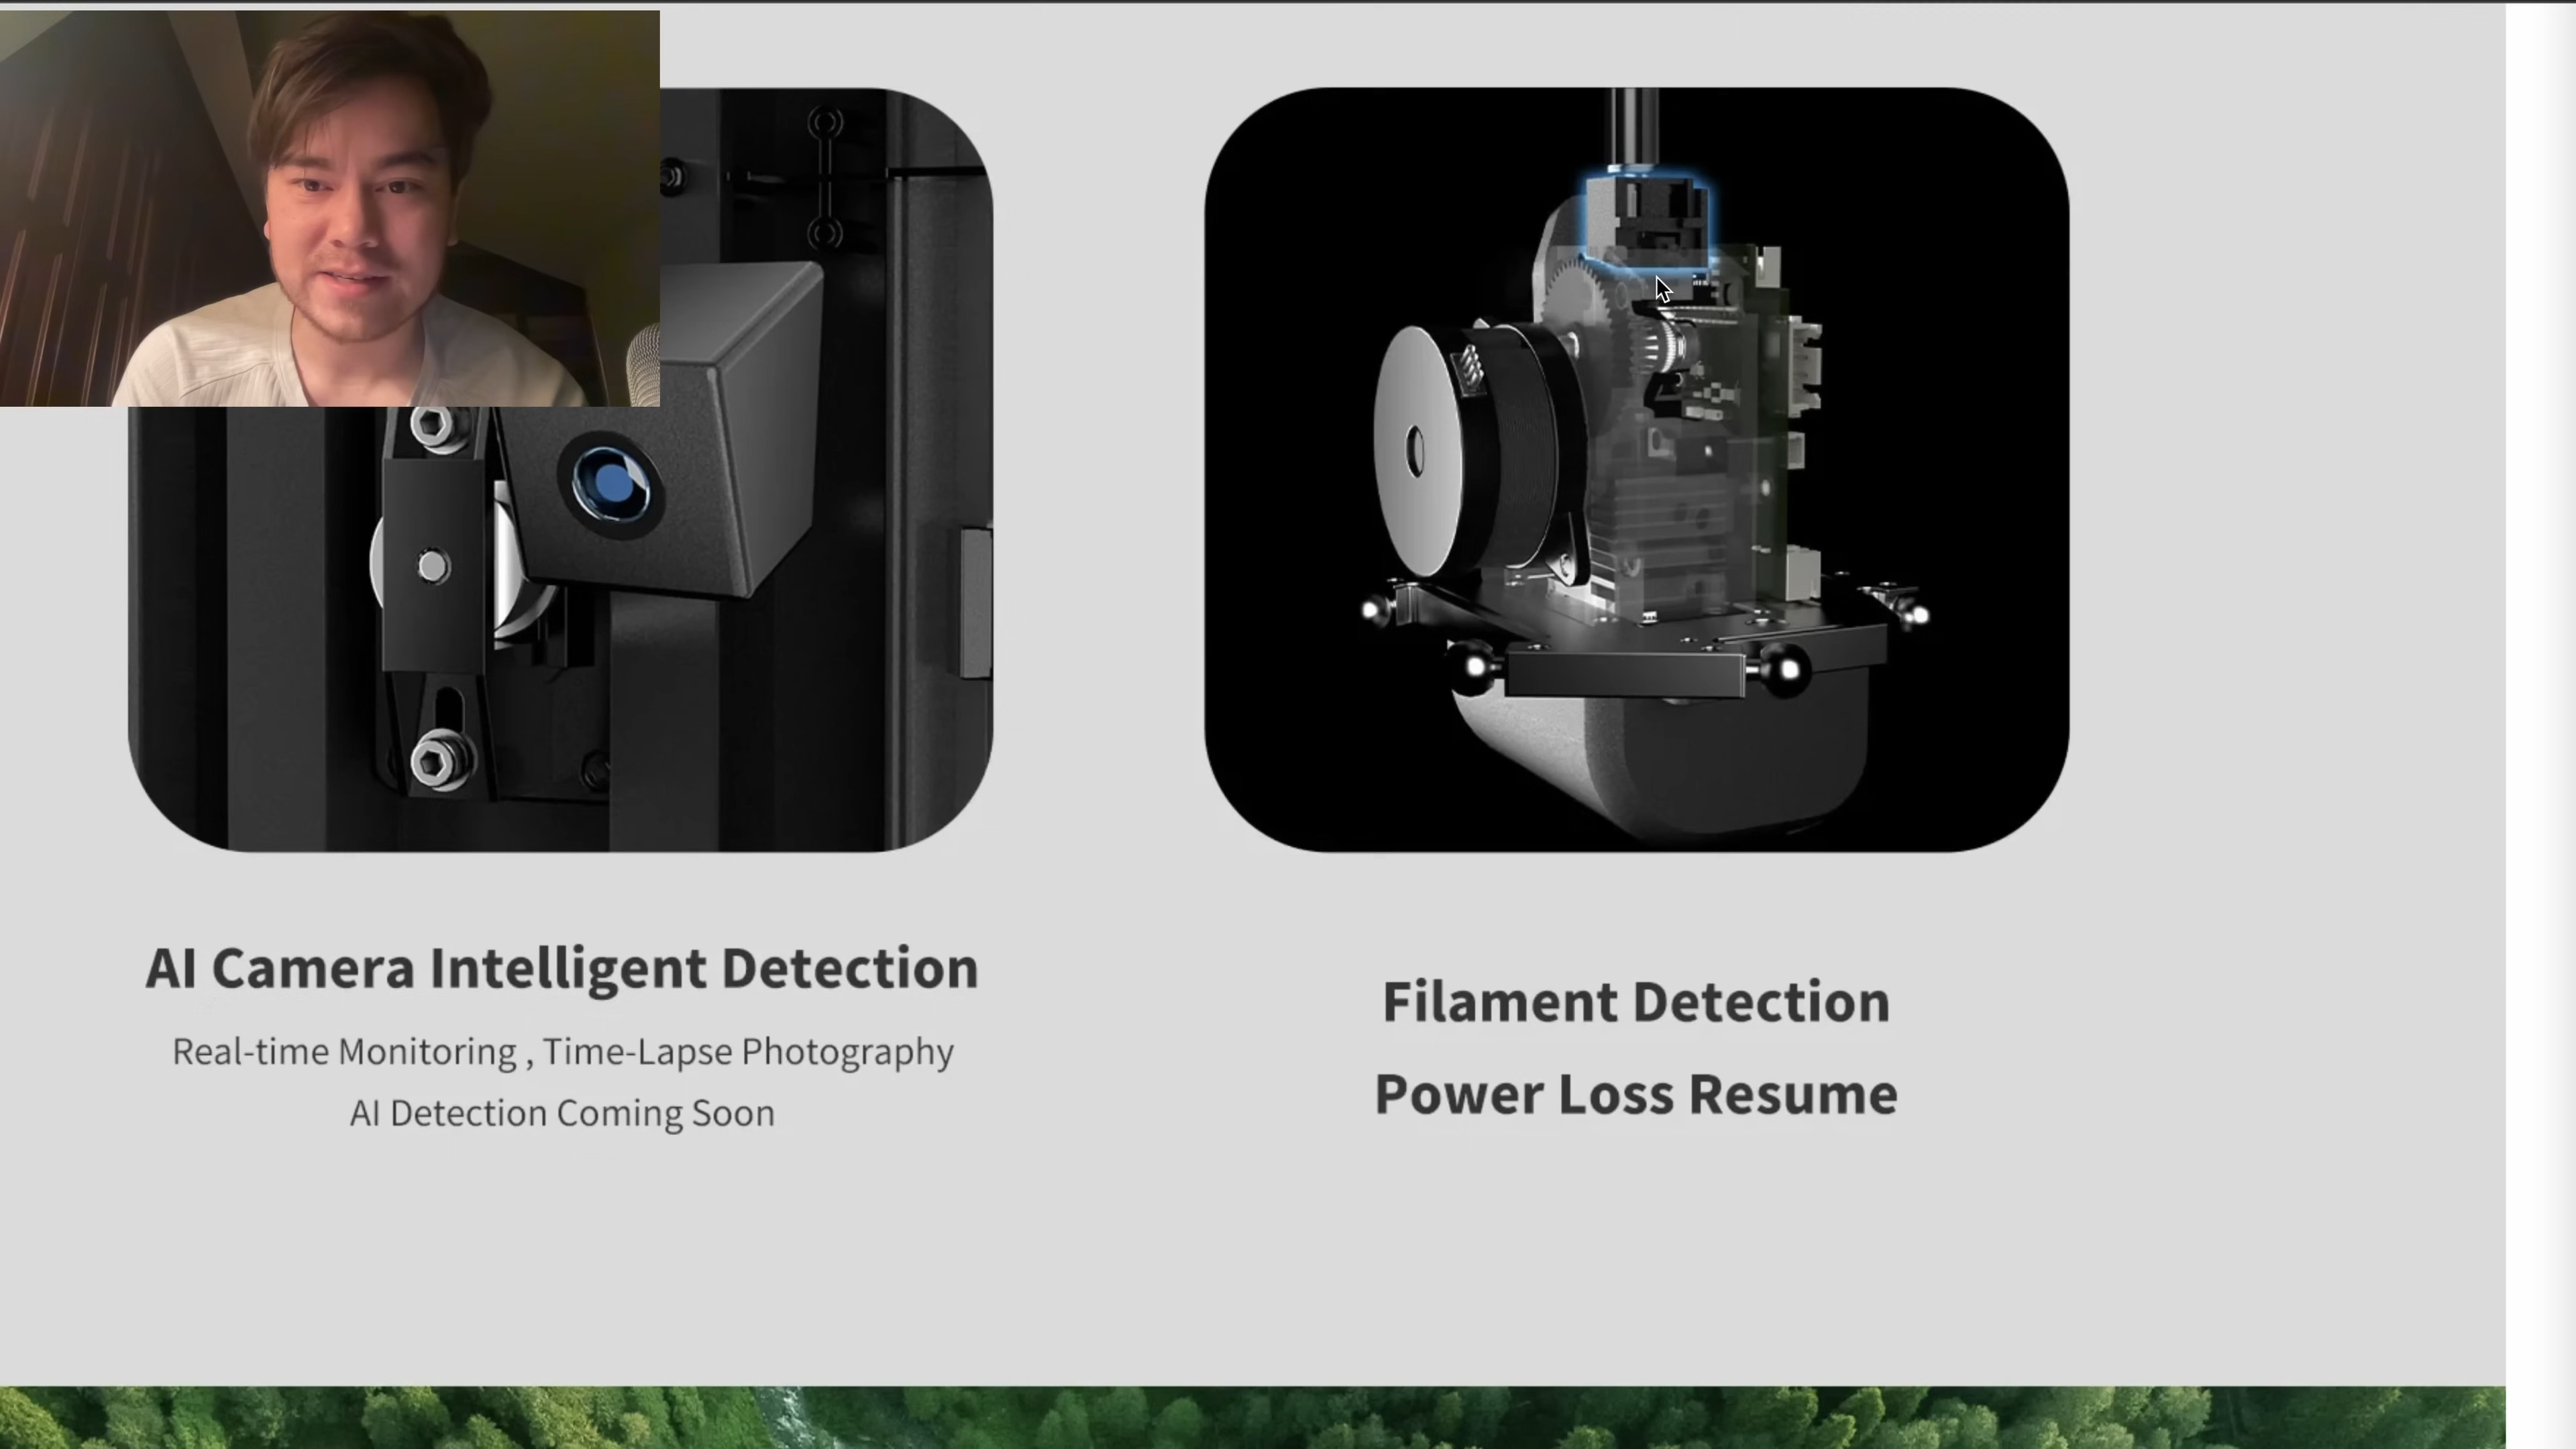 AI Camera Intelligent Detection
Real-time Monitoring , Time-Lapse Photography
AI Detection Coming Soon
Filament Detection
Power Loss Resume